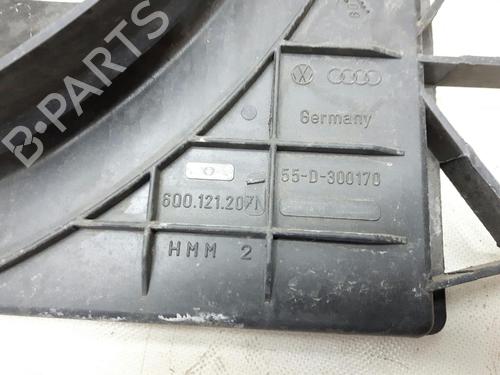 B-PARTS
Germany
55-D-300170
6Q0.121.207
HMM 2